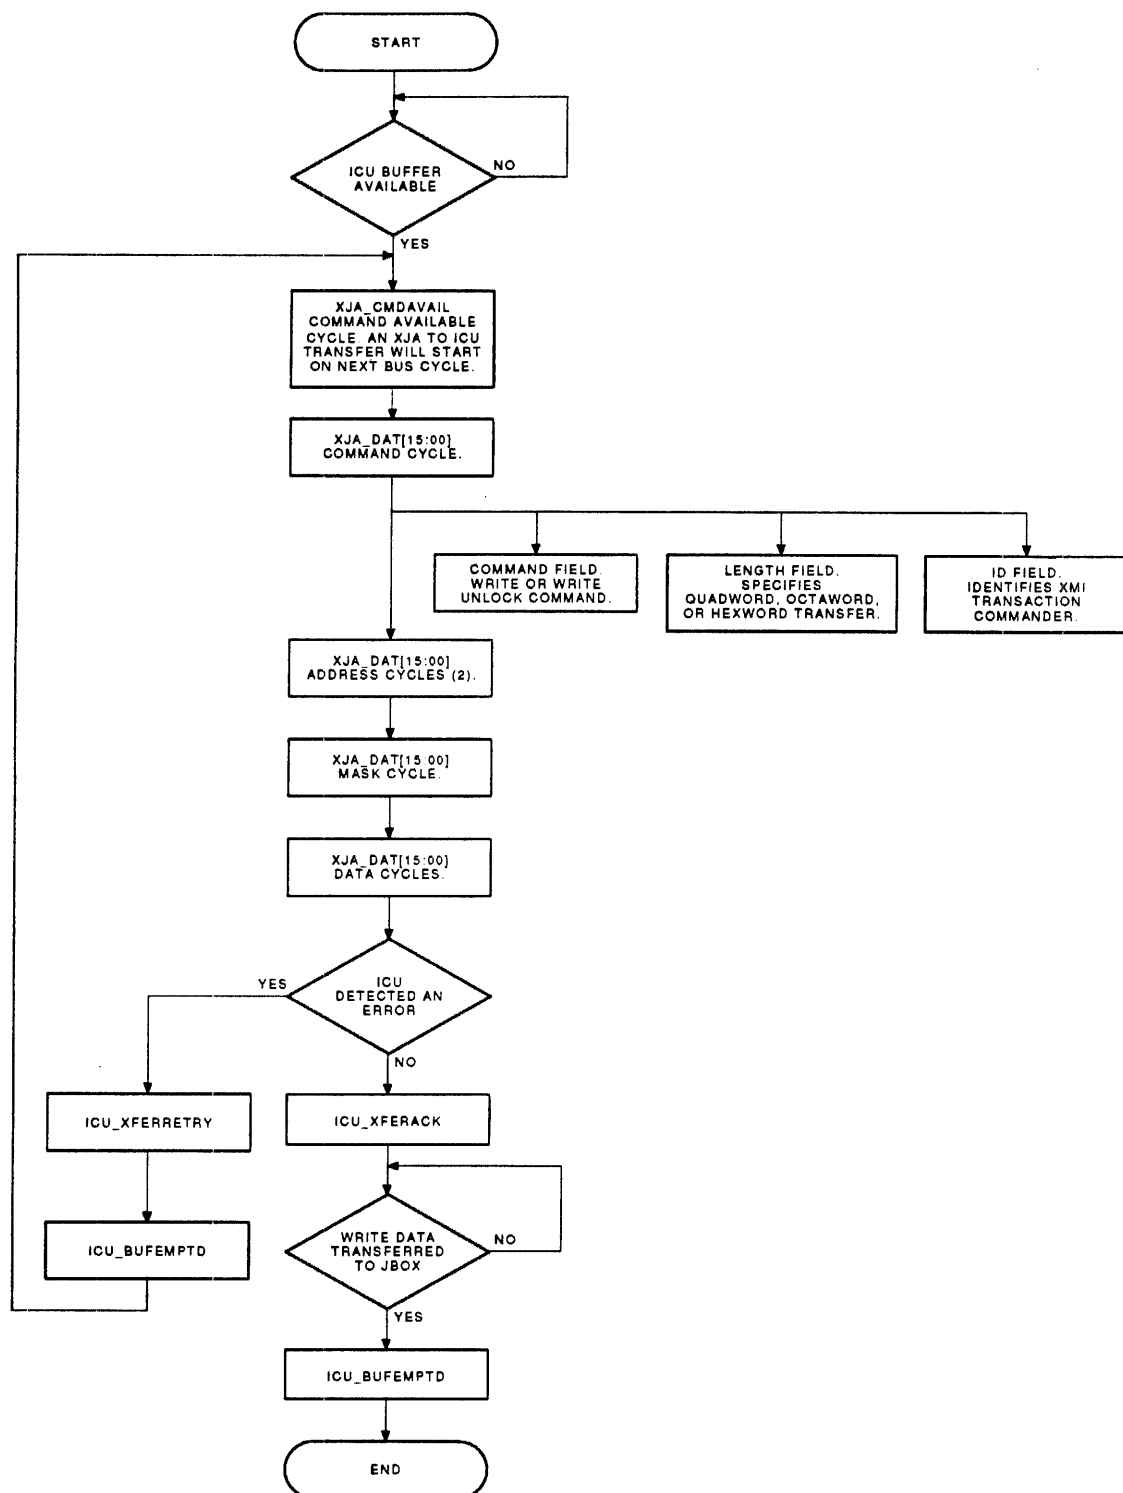 START
ICU BUFFER
AVAILABLE
NO
YES
XJA_CMDAVAIL
COMMAND AVAILABLE
CYCLE. AN XJA TO ICU
TRANSFER WILL START
ON NEXT BUS CYCLE.
XJA_DAT[15:00]
COMMAND CYCLE.
COMMAND FIELD.
WRITE OR WRITE
UNLOCK COMMAND.
LENGTH FIELD.
SPECIFIES
QUADWORD, OCTAWORD,
OR HEXWORD TRANSFER.
ID FIELD.
IDENTIFIES XMI
TRANSACTION
COMMANDER.
XJA_DAT[15:00]
ADDRESS CYCLES (2).
XJA_DAT[15:00]
MASK CYCLE.
XJA_DAT[15:00]
DATA CYCLES.
YES
ICU
DETECTED AN
ERROR
NO
ICU_XFERRETRY
ICU_XFERACK
ICU_BUFEMPTD
WRITE DATA
TRANSFERRED
TO JBOX
NO
YES
ICU_BUFEMPTD
END